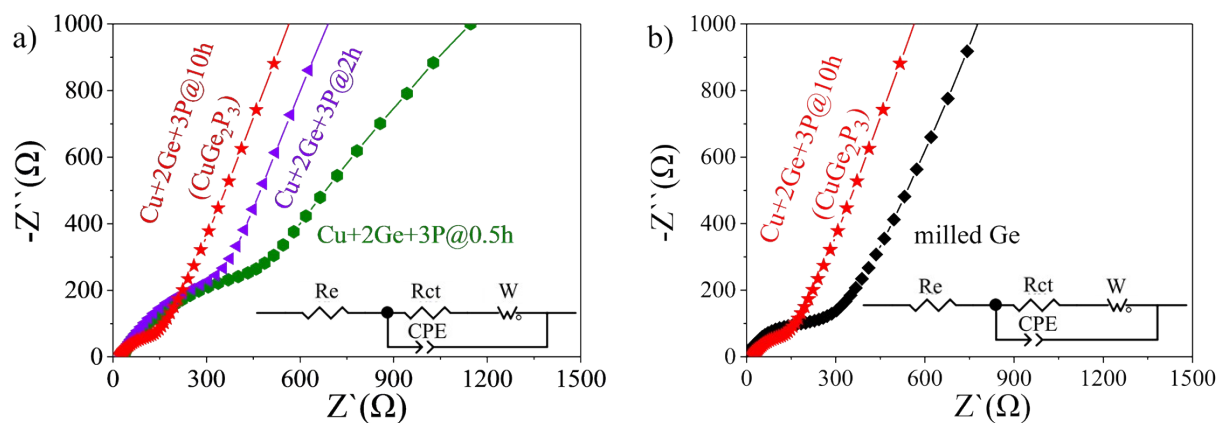 a)
1000
800
600
400
200
0
-Z``(Ω)
0
300
600
900
1200
1500
Z`(Ω)
Cu+2Ge+3P@10h
(CuGe₂P₃)
Cu+2Ge+3P@2h
Cu+2Ge+3P@0.5h
Re
Rct
W
CPE
b)
1000
800
600
400
200
0
-Z``(Ω)
0
300
600
900
1200
1500
Z`(Ω)
Cu+2Ge+3P@10h
(CuGe₂P₃)
milled Ge
Re
Rct
W
CPE